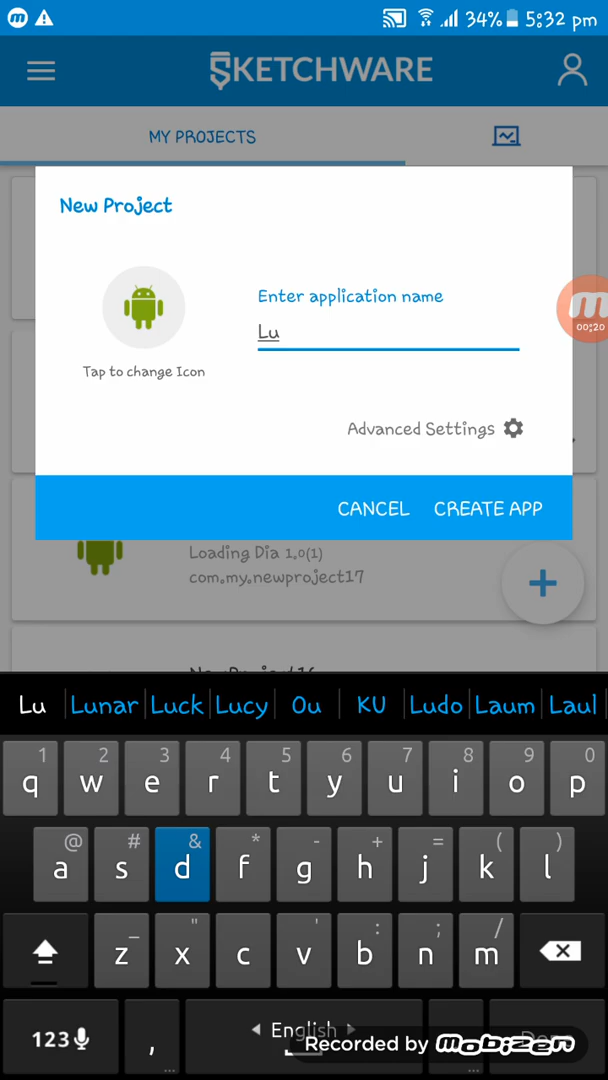 34% 5:32 pm
SKETCHWARE
MY PROJECTS
New Project
Enter application name
Lu
00:20
Tap to change Icon
Advanced Settings
CANCEL CREATE APP
Loading Dia 1.0(1)
com.my.newproject17
Lu Lunar Luck Lucy Ou KU Ludo Laum Laul
1 2 3 4 5 6 7 8 9 0
q w e r t y u i o p
@ # & * - + = ( )
a s d f g h j k l
_ " ' : ; /
z x c v b n m
123 , English
Recorded by mobizen